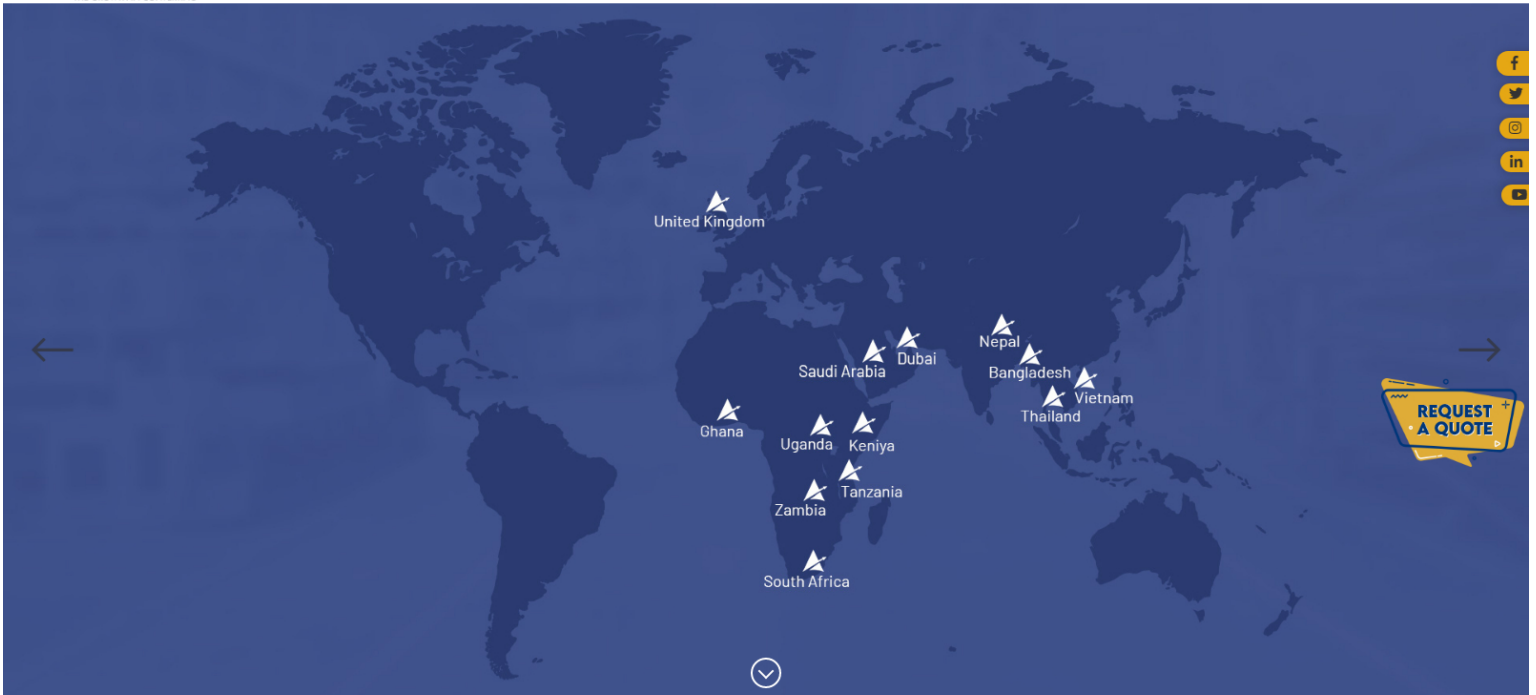 United Kingdom
Nepal
Dubai
Saudi Arabia
Bangladesh
Vietnam
Thailand
Ghana
Uganda
Keniya
Tanzania
Zambia
South Africa
REQUEST
A QUOTE